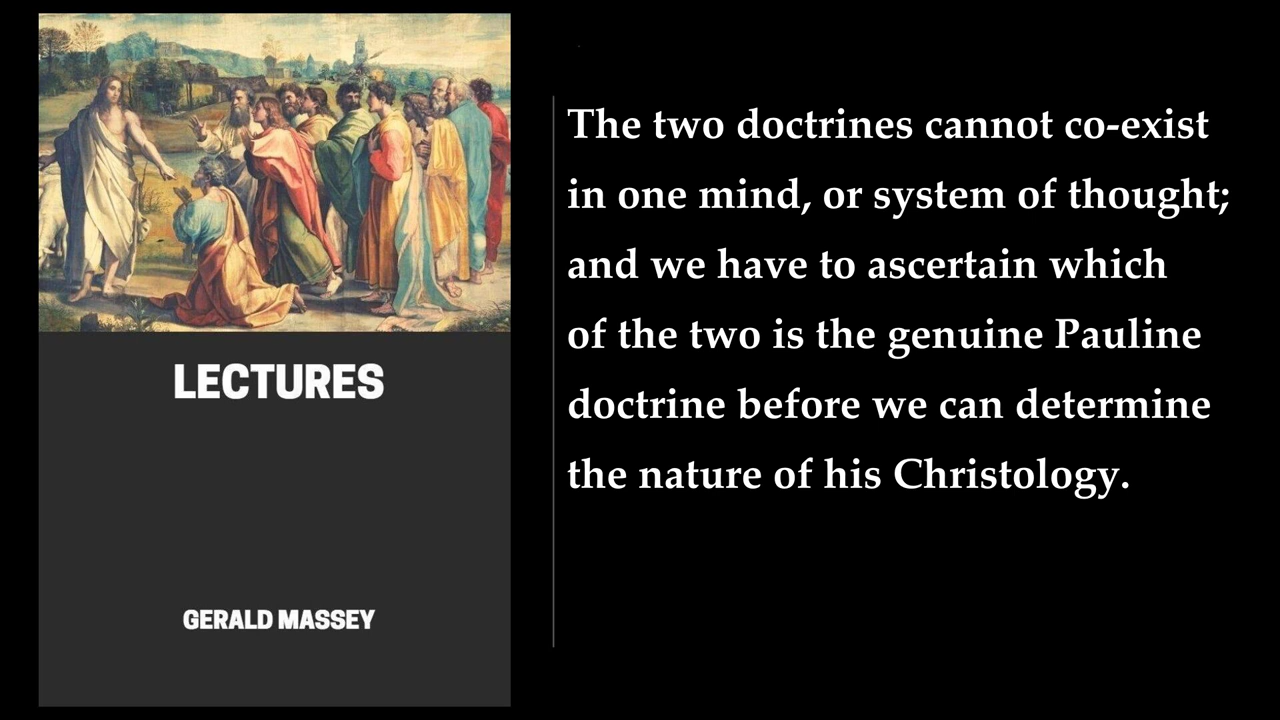 LECTURES
GERALD MASSEY
The two doctrines cannot co-exist
in one mind, or system of thought;
and we have to ascertain which
of the two is the genuine Pauline
doctrine before we can determine
the nature of his Christology.